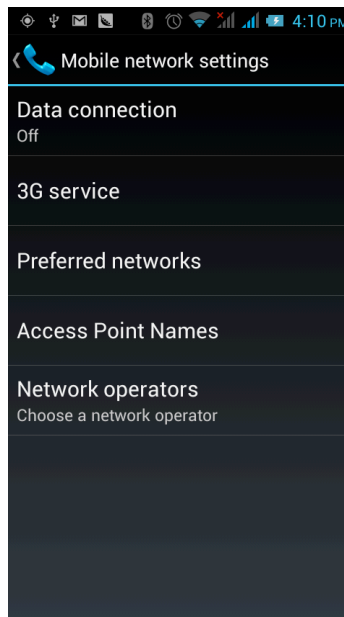 4:10 PM
Mobile network settings
Data connection
Off
3G service
Preferred networks
Access Point Names
Network operators
Choose a network operator